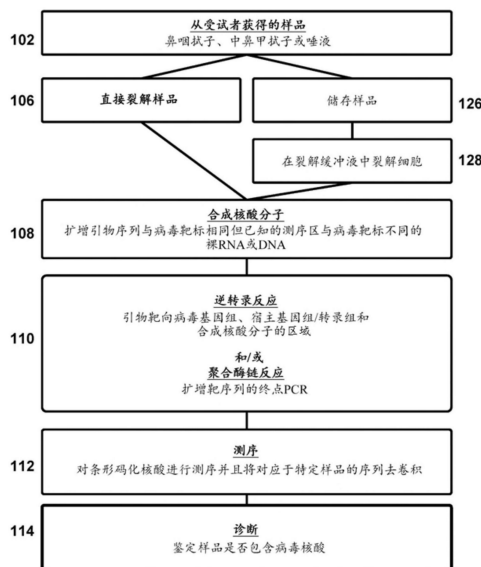 102
从受试者获得的样品
鼻咽拭子、中鼻甲拭子或唾液
106
直接裂解样品
储存样品
126
在裂解缓冲液中裂解细胞
128
108
合成核酸分子
扩增引物序列与病毒靶标相同但已知的测序区与病毒靶标不同的
裸RNA或DNA
110
逆转录反应
引物靶向病毒基因组、宿主基因组/转录组和
合成核酸分子的区域
和/或
聚合酶链反应
扩增靶序列的终点PCR
112
测序
对条形码化核酸进行测序并且将对应于特定样品的序列去卷积
114
诊断
鉴定样品是否包含病毒核酸